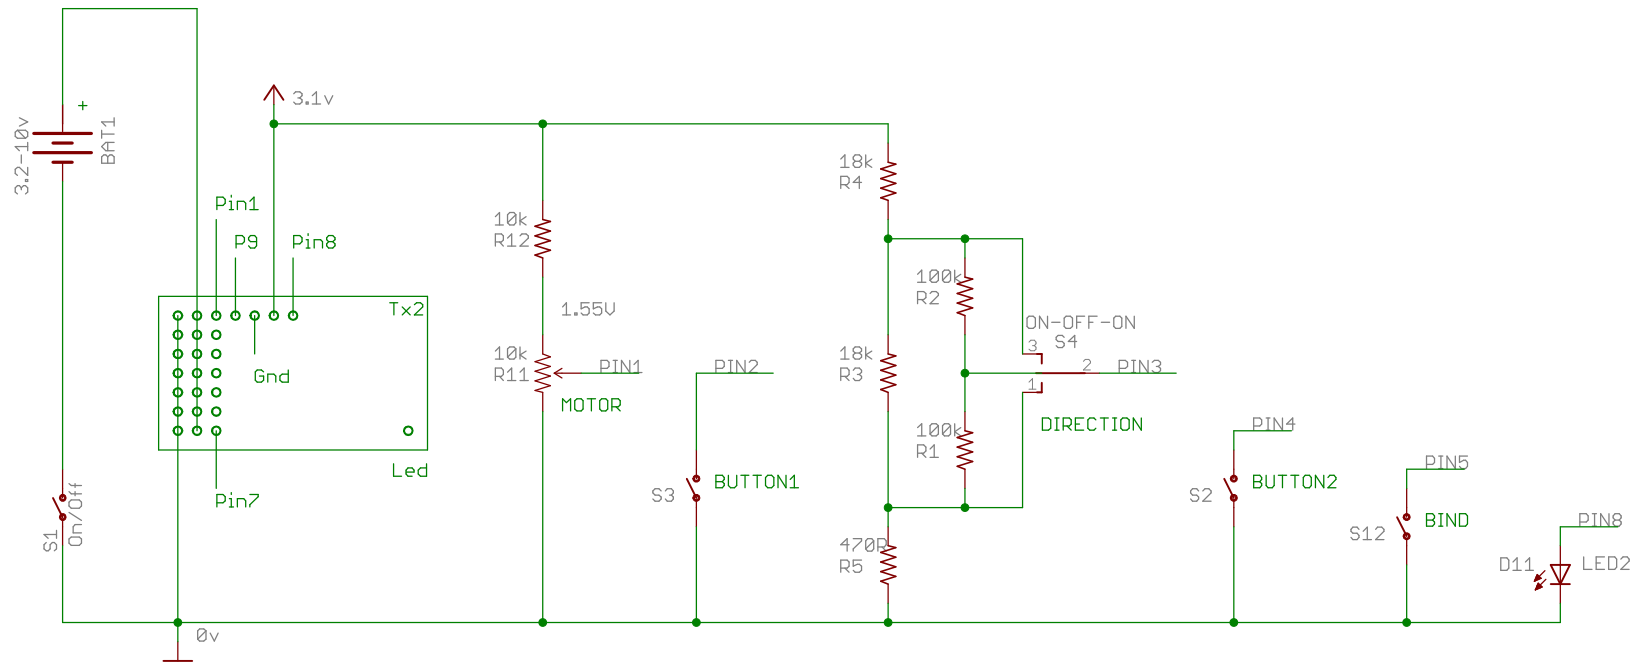 +
3.2-10v
BAT1
3.1v
Pin1
P9
Pin8
Tx2
Gnd
Led
Pin7
S1
On/Off
0v
10k
R12
1.55V
10k
R11
PIN1
MOTOR
PIN2
S3
BUTTON1
18k
R4
100k
R2
18k
R3
100k
R1
ON-OFF-ON
S4
3
2
1
PIN3
DIRECTION
470R
R5
PIN4
S2
BUTTON2
PIN5
S12
BIND
PIN8
D11
LED2